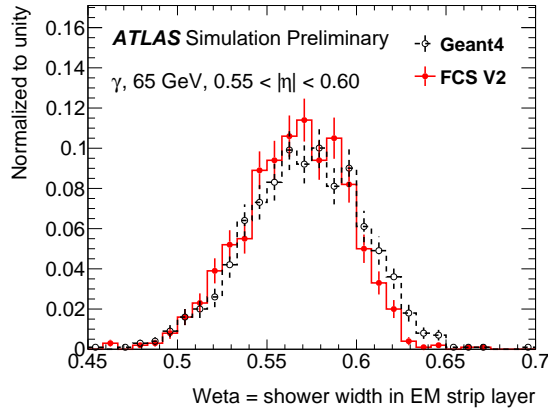 Normalized to unity
0.16
0.14
0.12
0.1
0.08
0.06
0.04
0.02
0
ATLAS Simulation Preliminary
γ, 65 GeV, 0.55 < |η| < 0.60
Geant4
FCS V2
0.45 0.5 0.55 0.6 0.65 0.7
Weta = shower width in EM strip layer